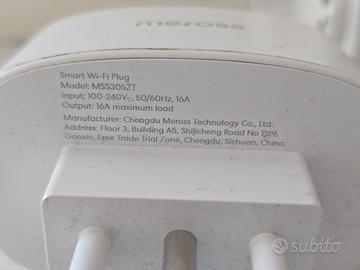 meross
Smart Wi-Fi Plug
Model: MSS305ZT
Input: 100-240V~, 50/60Hz, 16A
Output: 16A maximum load
Manufacturer: Chengdu Meross Technology Co., Ltd.
Address: Floor 3, Building A5, Shijicheng Road No 1129,
Gaoxin, Free Trade Trial Zone, Chengdu, Sichuan, China.
subito